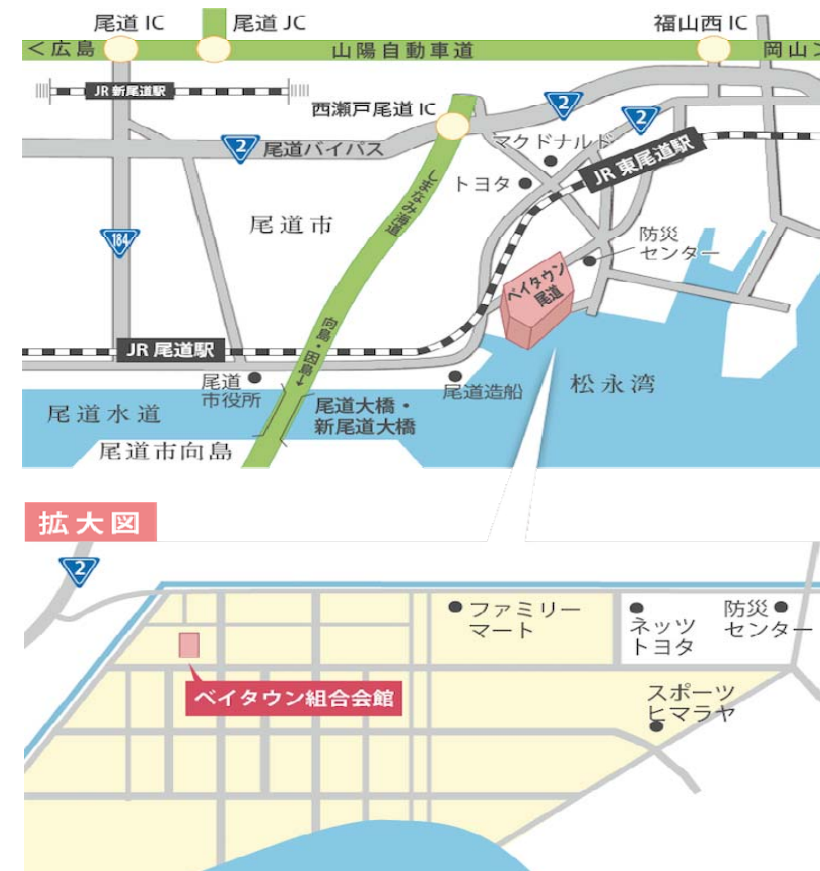 尾道 IC
尾道 JC
福山西 IC
＜広島
山陽自動車道
岡山＞
JR 新尾道駅
西瀬戸尾道 IC
2
2
2
尾道バイパス
マクドナルド
JR 東尾道駅
トヨタ
しまなみ海道
尾道市
184
防災
センター
ベイタウン
尾道
向島・因島→
JR 尾道駅
尾道
市役所
尾道造船
松永湾
尾道水道
尾道大橋・
新尾道大橋
尾道市向島
拡大図
2
ファミリー
マート
ネッツ
トヨタ
防災
センター
ベイタウン組合会館
スポーツ
ヒマラヤ